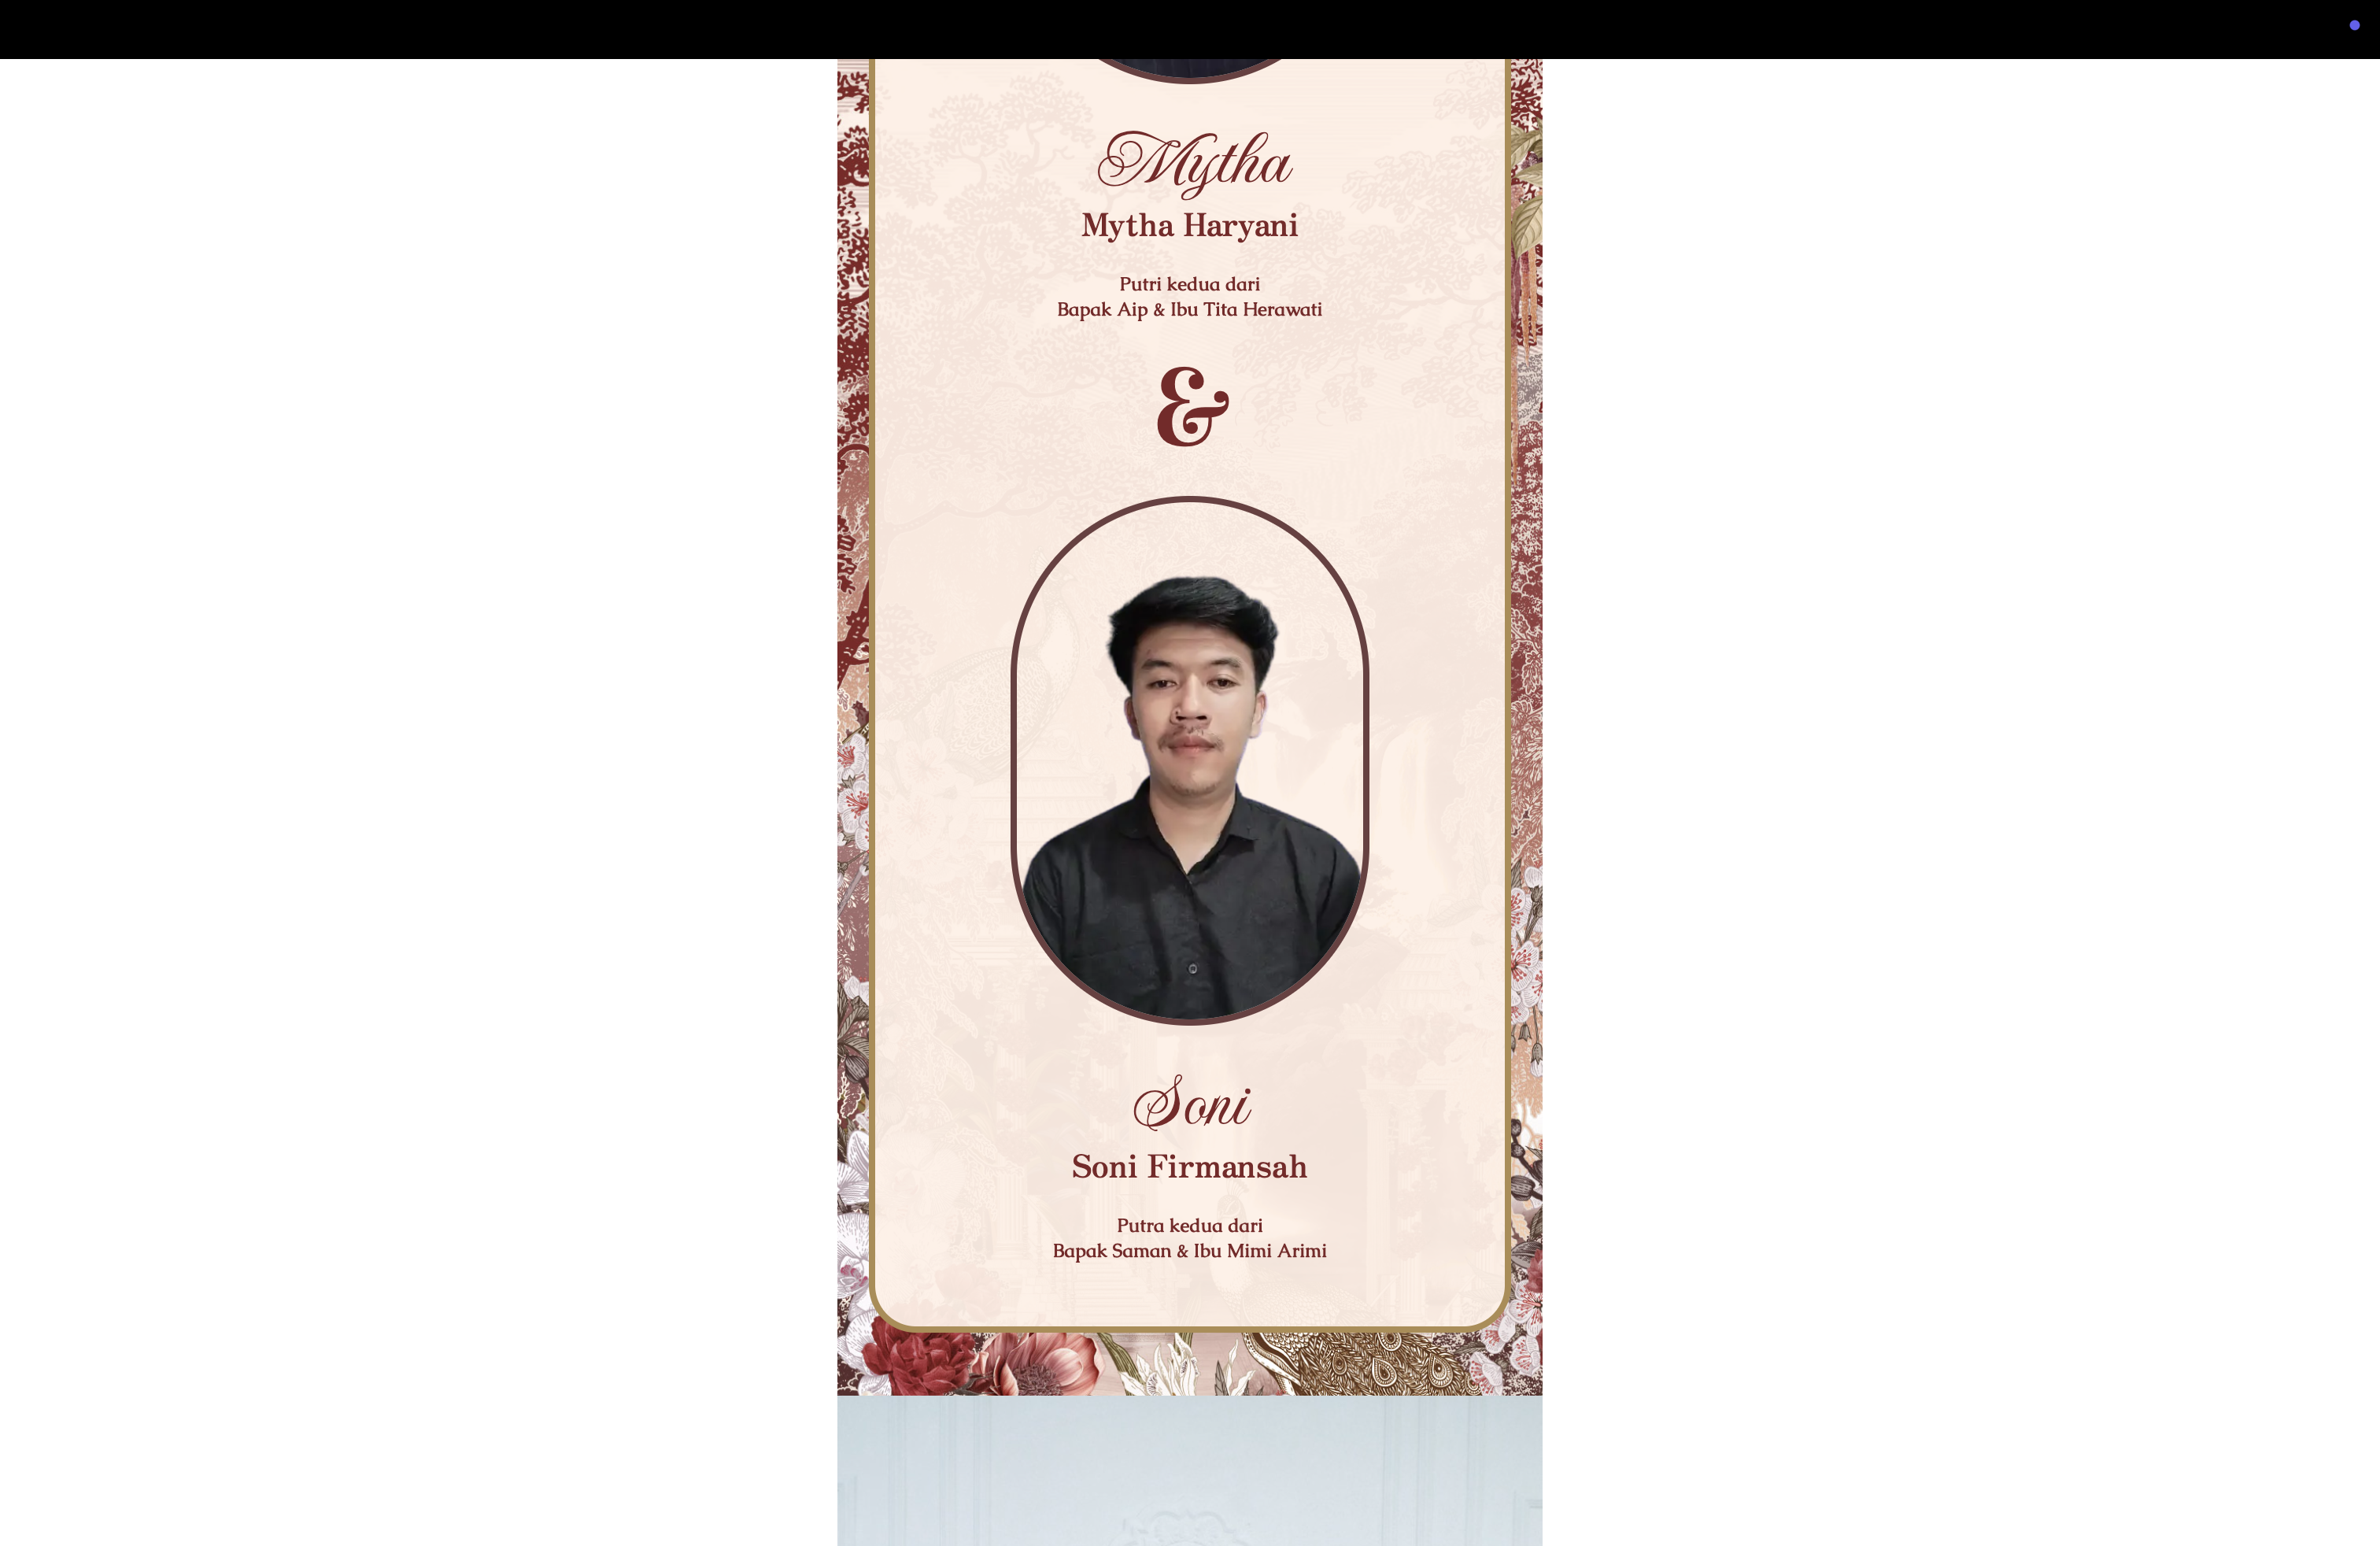 Mytha
Mytha Haryani
Putri kedua dari
Bapak Aip & Ibu Tita Herawati
&
Soni
Soni Firmansah
Putra kedua dari
Bapak Saman & Ibu Mimi Arimi